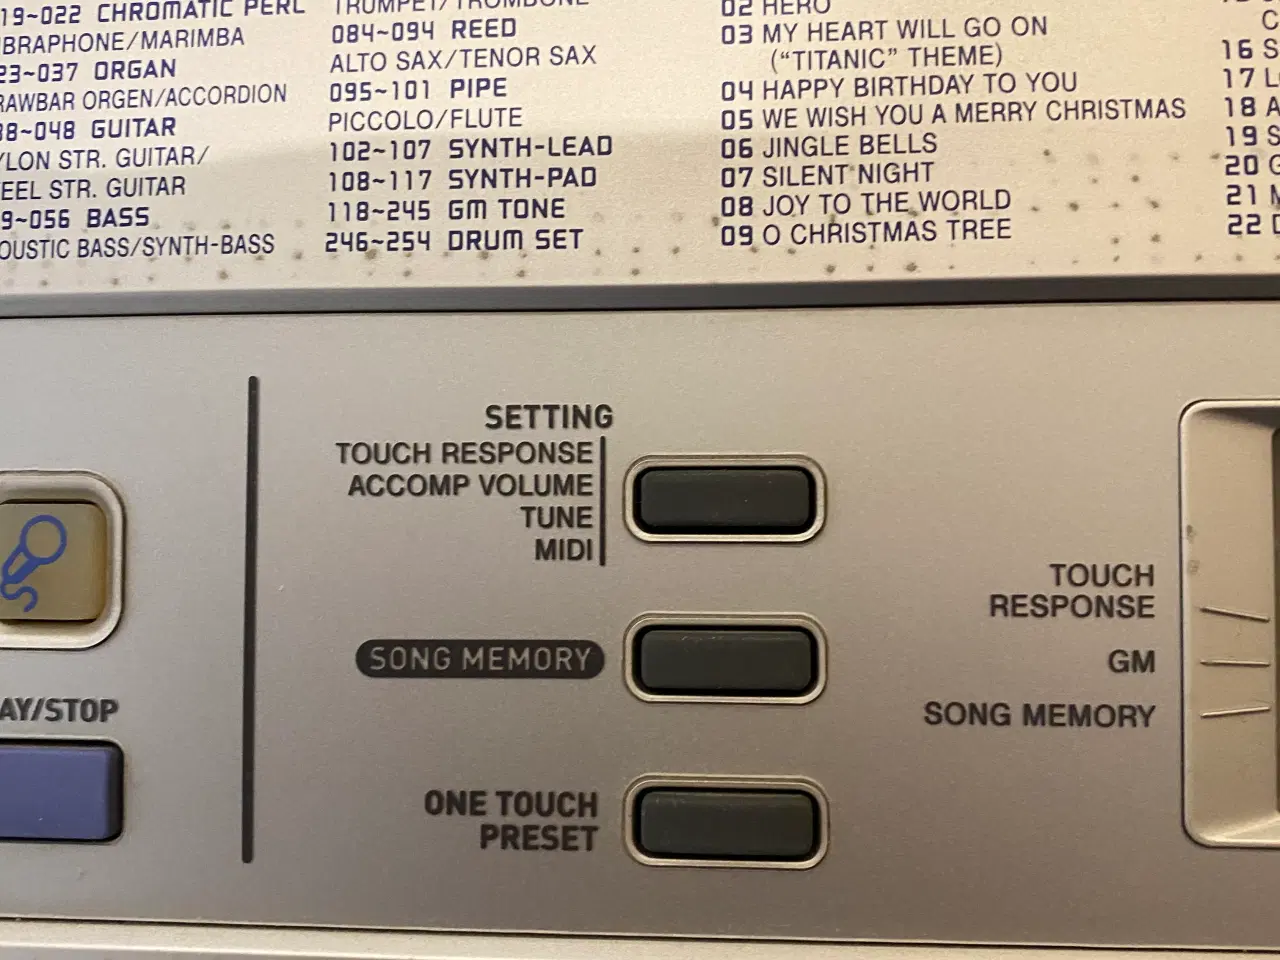 19~022 CHROMATIC PERC
BRAPHONE/MARIMBA
23~037 ORGAN
RAWBAR ORGEN/ACCORDION
38~048 GUITAR
YLON STR. GUITAR/
EEL STR. GUITAR
9~056 BASS
OUSTIC BASS/SYNTH-BASS
TRUMPET/TROMBONE
084~094 REED
ALTO SAX/TENOR SAX
095~101 PIPE
PICCOLO/FLUTE
102~107 SYNTH-LEAD
108~117 SYNTH-PAD
118~245 GM TONE
246~254 DRUM SET
02 HERO
03 MY HEART WILL GO ON
("TITANIC" THEME)
04 HAPPY BIRTHDAY TO YOU
05 WE WISH YOU A MERRY CHRISTMAS
06 JINGLE BELLS
07 SILENT NIGHT
08 JOY TO THE WORLD
09 O CHRISTMAS TREE
16 S
17 L
18 A
19 S
20 G
21
22
SETTING
TOUCH RESPONSE
ACCOMP VOLUME
TUNE
MIDI
SONG MEMORY
ONE TOUCH
PRESET
AY/STOP
TOUCH
RESPONSE
GM
SONG MEMORY